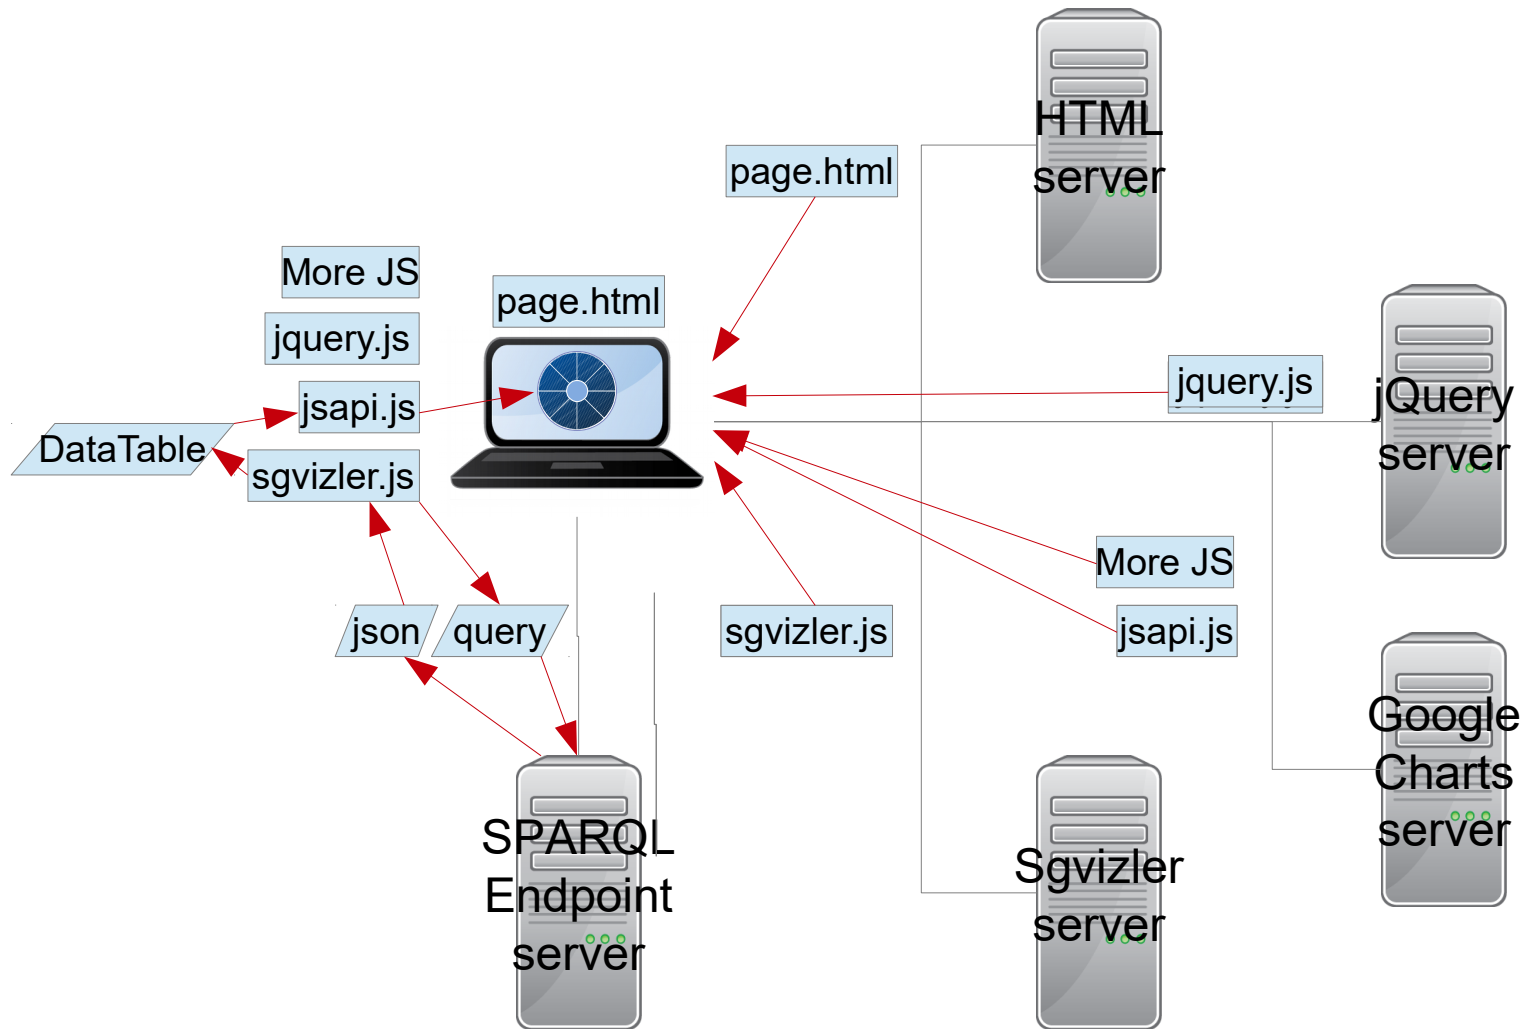 HTML
server
page.html
More JS
page.html
jquery.js
jquery.js
jQuery
server
jsapi.js
DataTable
sgvizler.js
More JS
json
query
sgvizler.js
jsapi.js
Google
Charts
server
SPARQL
Endpoint
server
Sgvizler
server